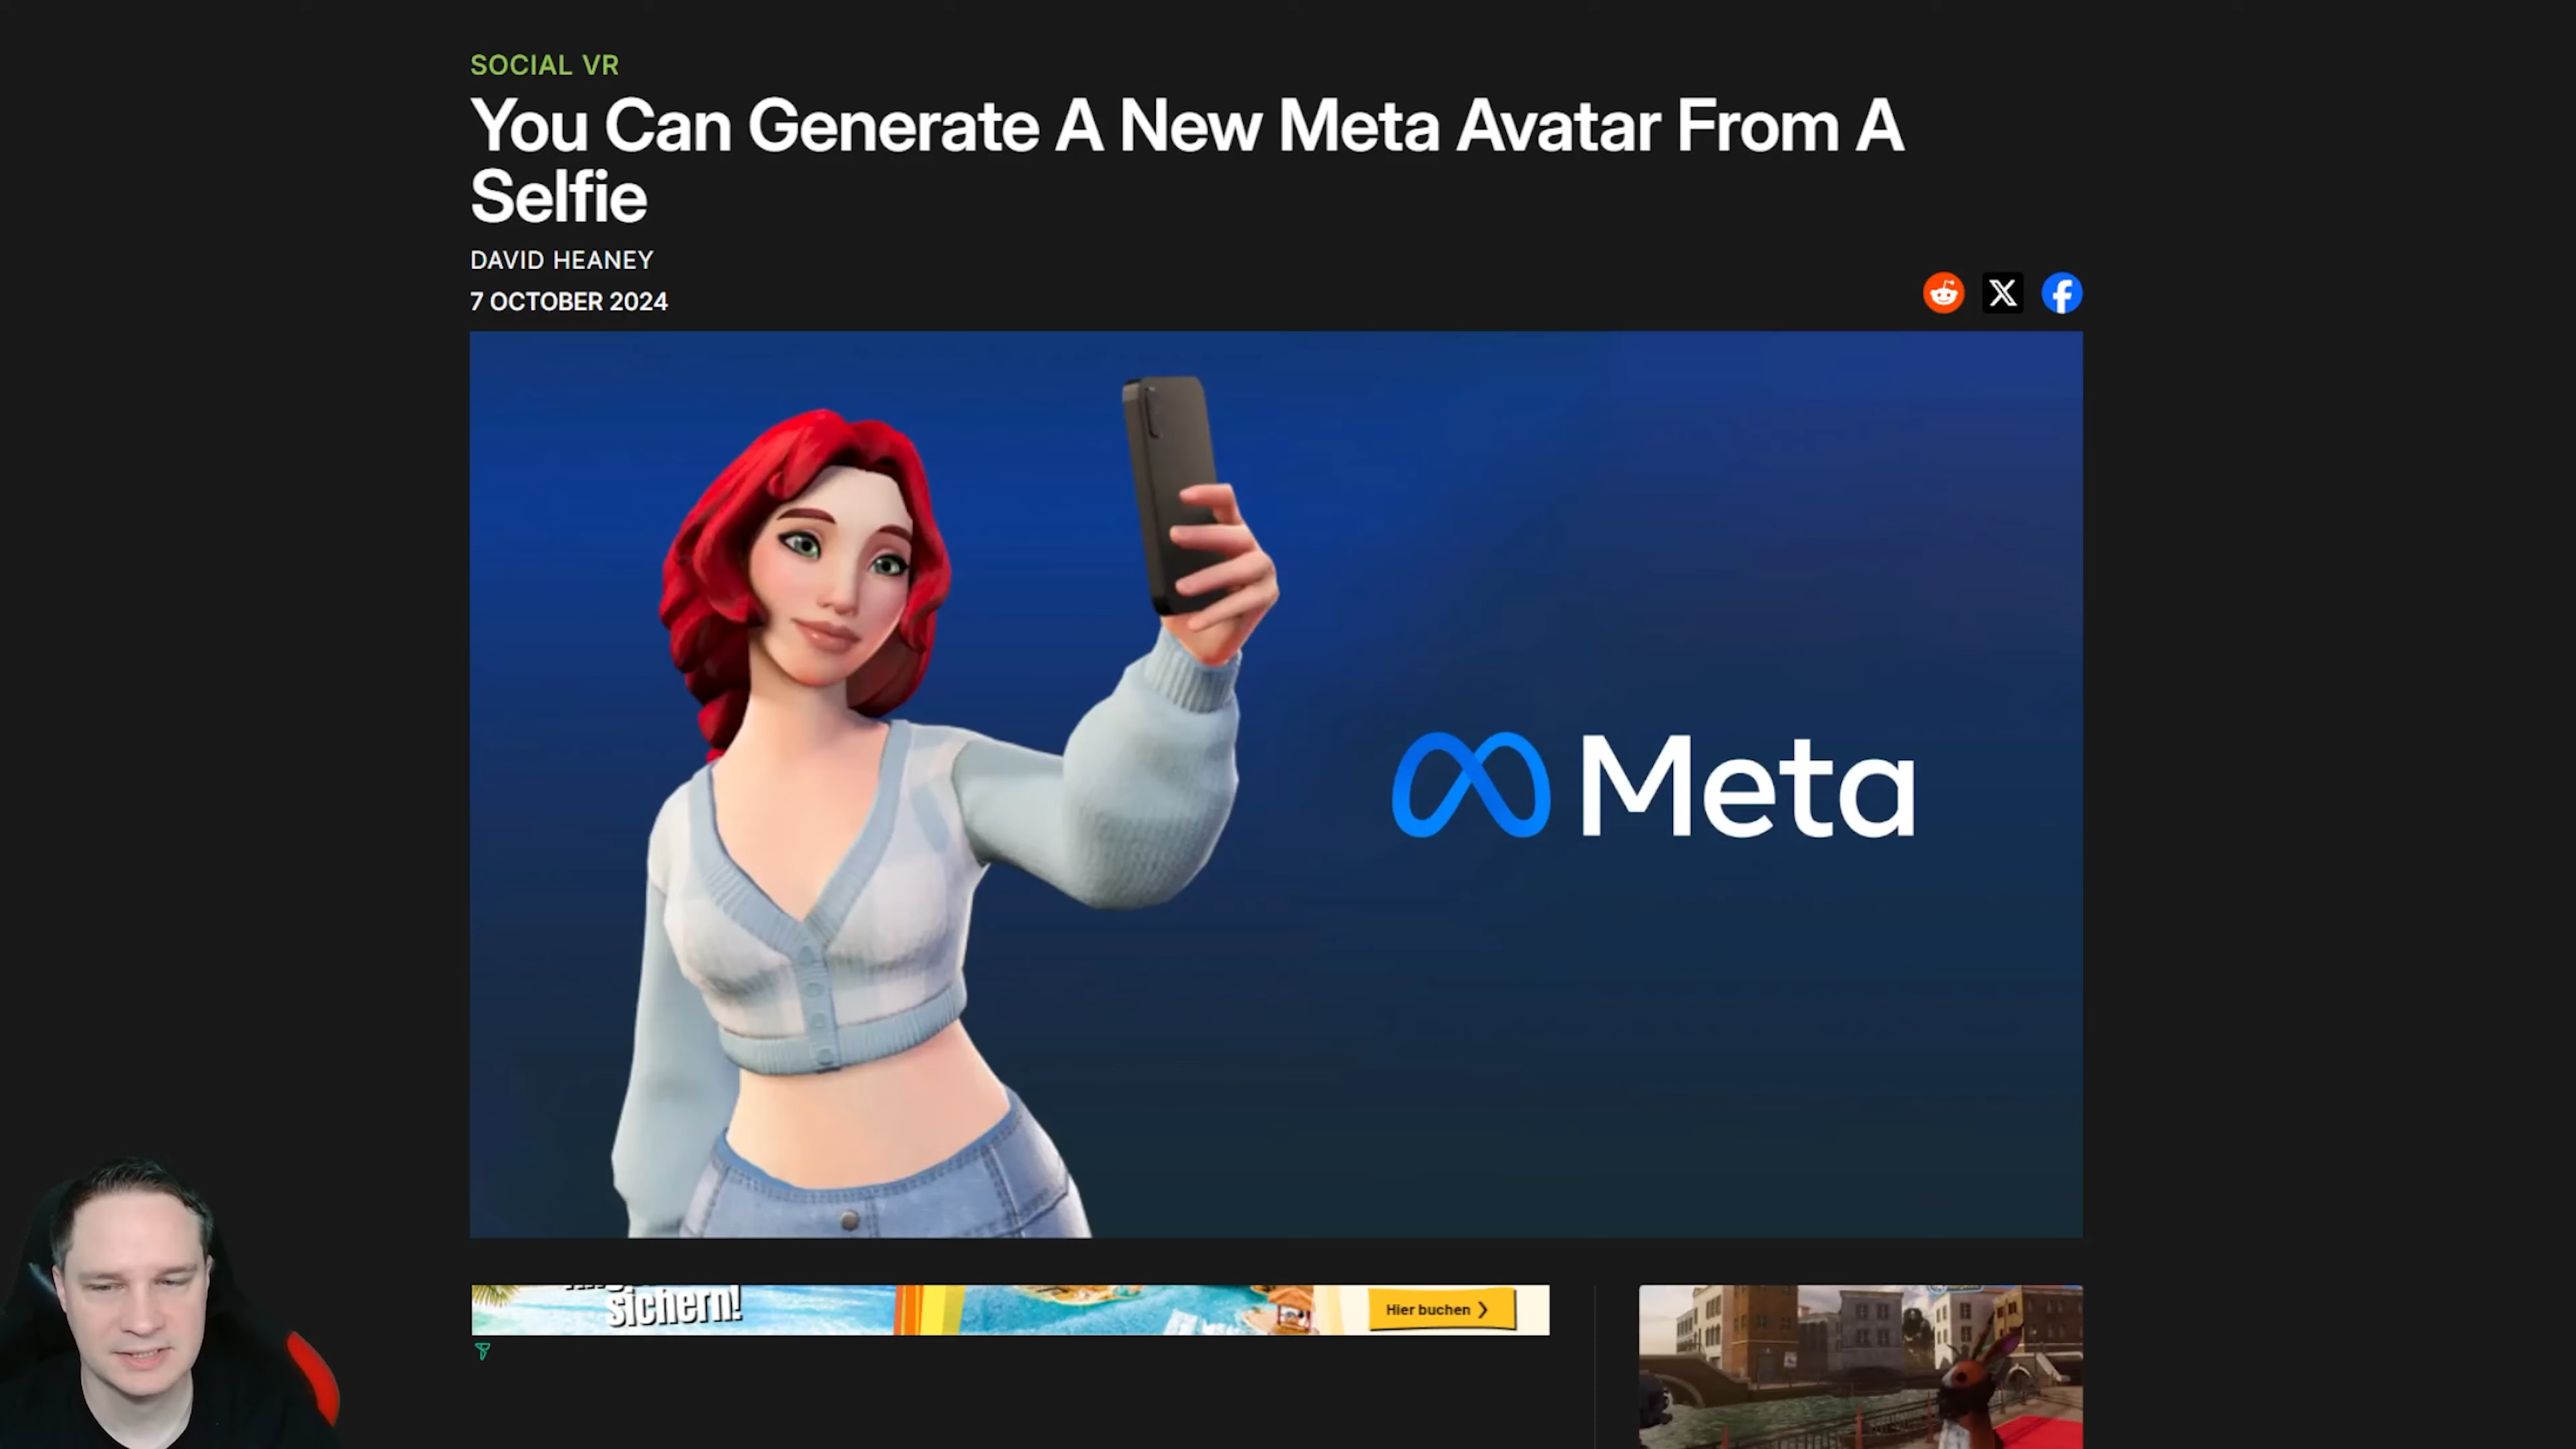 SOCIAL VR
You Can Generate A New Meta Avatar From A
Selfie
DAVID HEANEY
7 OCTOBER 2024
Meta
sichern!
Hier buchen